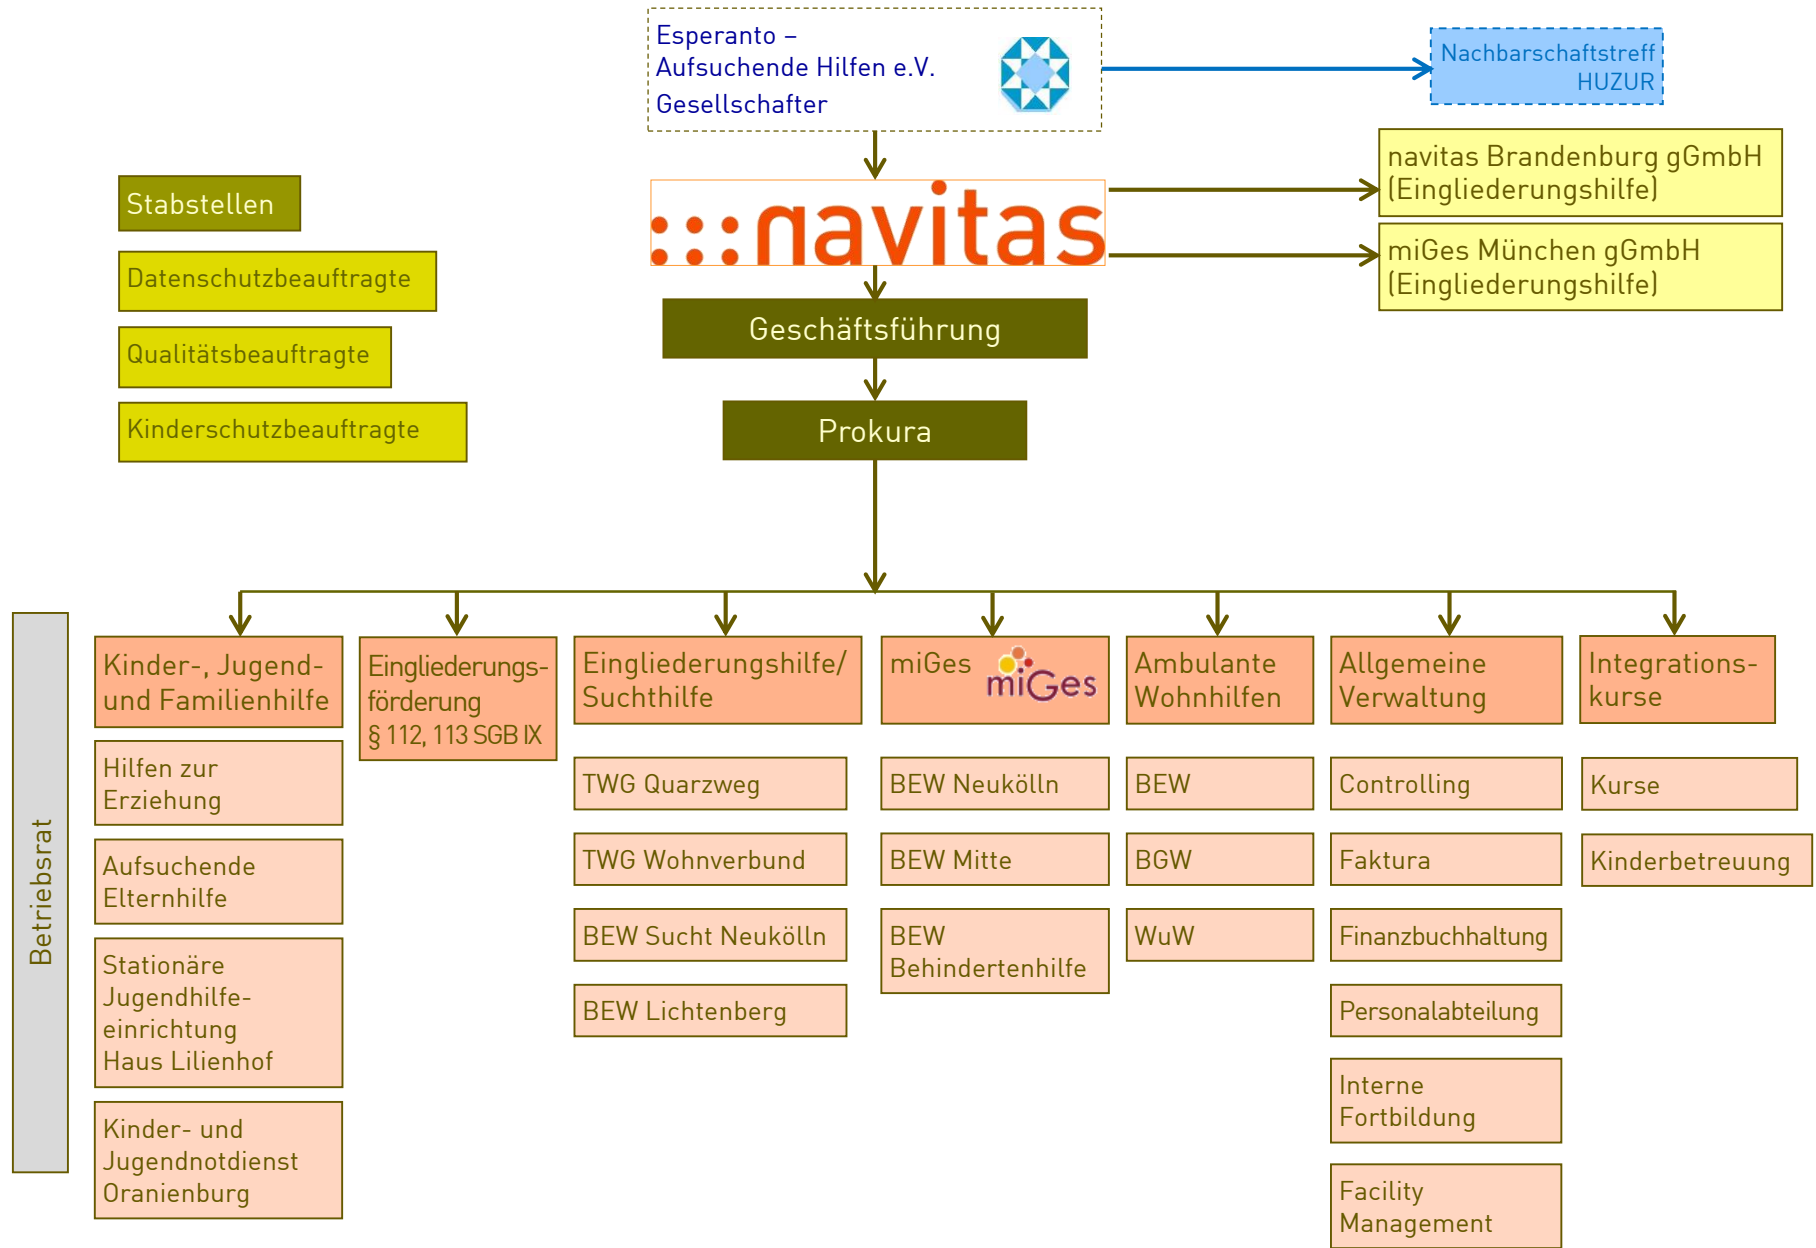 Esperanto –
Aufsuchende Hilfen e.V.
Gesellschafter
Nachbarschaftstreff
HUZUR
:::navitas
navitas Brandenburg gGmbH
(Eingliederungshilfe)
miGes München gGmbH
(Eingliederungshilfe)
Stabstellen
Datenschutzbeauftragte
Qualitätsbeauftragte
Kinderschutzbeauftragte
Geschäftsführung
Prokura
Betriebsrat
Kinder-, Jugend-
und Familienhilfe
Hilfen zur
Erziehung
Aufsuchende
Elternhilfe
Stationäre
Jugendhilfe-
einrichtung
Haus Lilienhof
Kinder- und
Jugendnotdienst
Oranienburg
Eingliederungs-
förderung
§ 112, 113 SGB IX
Eingliederungshilfe/
Suchthilfe
TWG Quarzweg
TWG Wohnverbund
BEW Sucht Neukölln
BEW Lichtenberg
miGes
miGes
BEW Neukölln
BEW Mitte
BEW
Behindertenhilfe
Ambulante
Wohnhilfen
BEW
BGW
WuW
Allgemeine
Verwaltung
Controlling
Faktura
Finanzbuchhaltung
Personalabteilung
Interne
Fortbildung
Facility
Management
Integrations-
kurse
Kurse
Kinderbetreuung